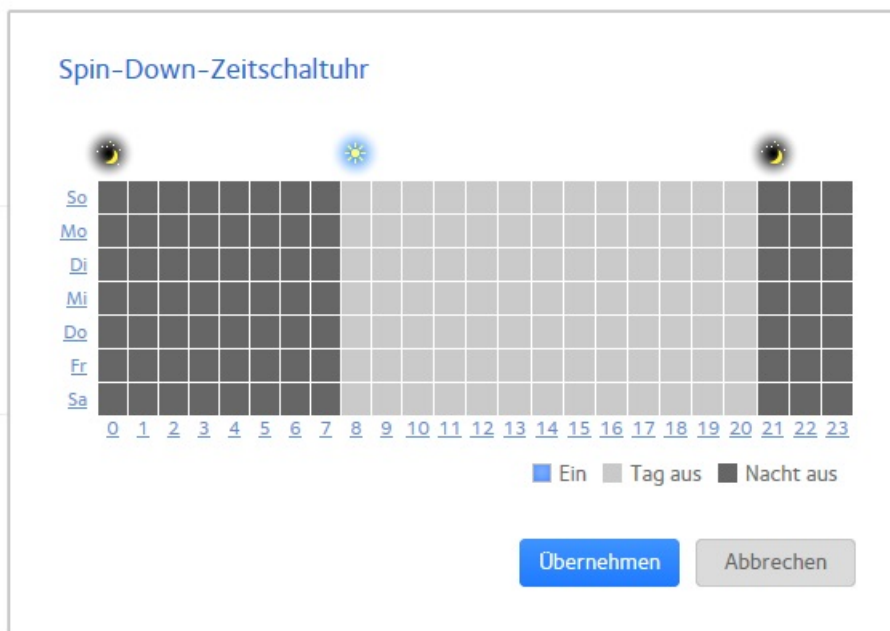 Spin-Down-Zeitschaltuhr
So
Mo
Di
Mi
Do
Fr
Sa
0 1 2 3 4 5 6 7 8 9 10 11 12 13 14 15 16 17 18 19 20 21 22 23
Ein Tag aus Nacht aus
Übernehmen Abbrechen